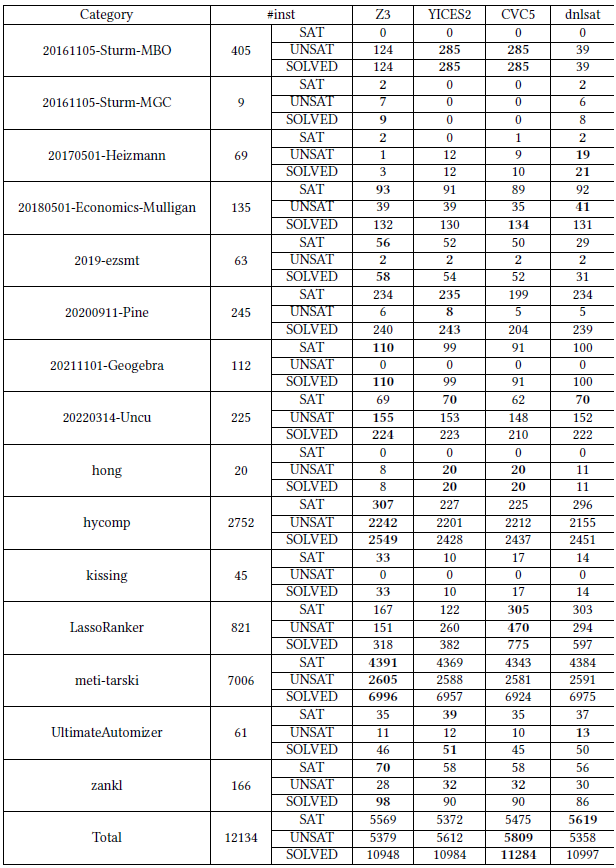 Category #inst Z3 YICES2 CVC5 dnlsat
20161105-Sturm-MBO 405 SAT 0 0 0 0
UNSAT 124 285 285 39
SOLVED 124 285 285 39
20161105-Sturm-MGC 9 SAT 2 0 0 2
UNSAT 7 0 0 6
SOLVED 9 0 0 8
20170501-Heizmann 69 SAT 2 0 1 2
UNSAT 1 12 9 19
SOLVED 3 12 10 21
20180501-Economics-Mulligan 135 SAT 93 91 89 92
UNSAT 39 39 35 41
SOLVED 132 130 134 131
2019-ezsmt 63 SAT 56 52 50 29
UNSAT 2 2 2 2
SOLVED 58 54 52 31
20200911-Pine 245 SAT 234 235 199 234
UNSAT 6 8 5 5
SOLVED 240 243 204 239
20211101-Geogebra 112 SAT 110 99 91 100
UNSAT 0 0 0 0
SOLVED 110 99 91 100
20220314-Uncu 225 SAT 69 70 62 70
UNSAT 155 153 148 152
SOLVED 224 223 210 222
hong 20 SAT 0 0 0 0
UNSAT 8 20 20 11
SOLVED 8 20 20 11
hycomp 2752 SAT 307 227 225 296
UNSAT 2242 2201 2212 2155
SOLVED 2549 2428 2437 2451
kissing 45 SAT 33 10 17 14
UNSAT 0 0 0 0
SOLVED 33 10 17 14
LassoRanker 821 SAT 167 122 305 303
UNSAT 151 260 470 294
SOLVED 318 382 775 597
meti-tarski 7006 SAT 4391 4369 4343 4384
UNSAT 2605 2588 2581 2591
SOLVED 6996 6957 6924 6975
UltimateAutomizer 61 SAT 35 39 35 37
UNSAT 11 12 10 13
SOLVED 46 51 45 50
zankl 166 SAT 70 58 58 56
UNSAT 28 32 32 30
SOLVED 98 90 90 86
Total 12134 SAT 5569 5372 5475 5619
UNSAT 5379 5612 5809 5358
SOLVED 10948 10984 11284 10997